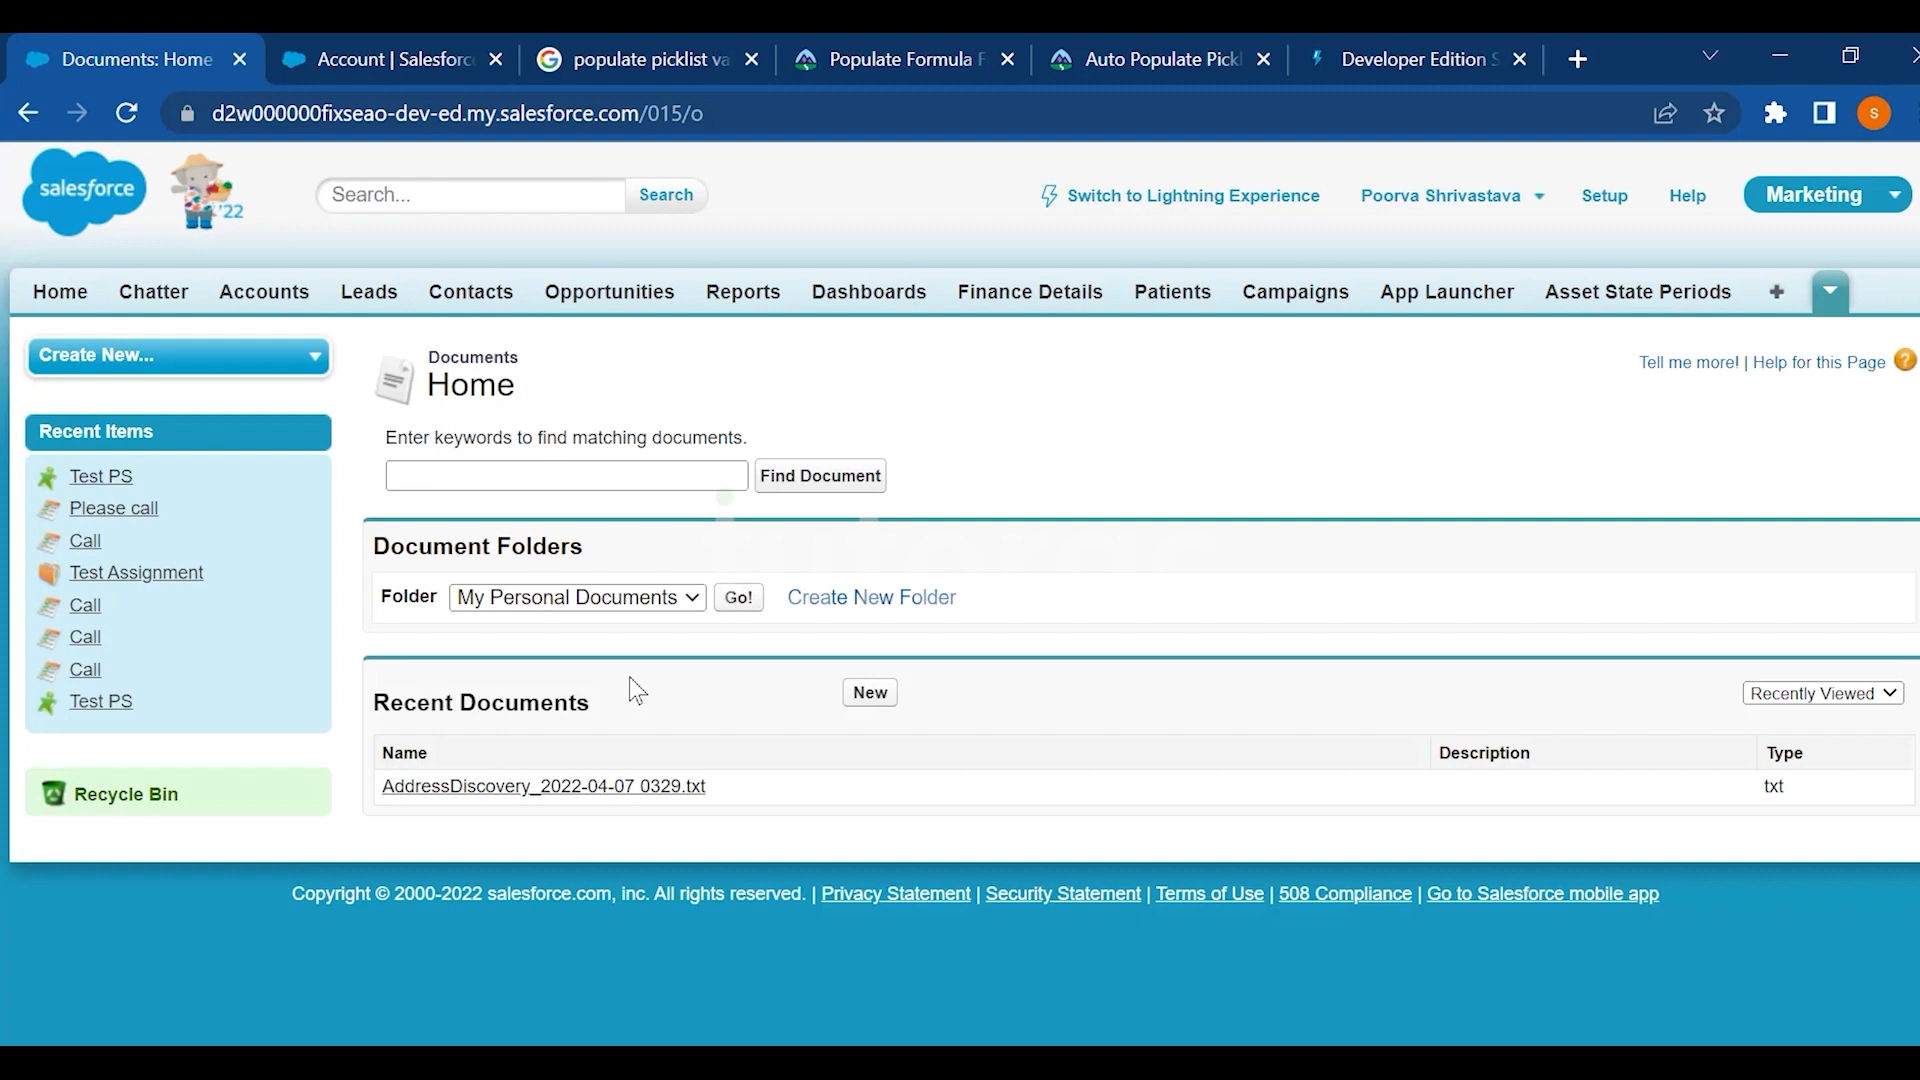 Documents: Home
Account | Salesforc
populate picklist va
Populate Formula F
Auto Populate Pickl
Developer Edition S
d2w000000fixseao-dev-ed.my.salesforce.com/015/o
S
salesforce
'22
Search...
Search
Switch to Lightning Experience
Poorva Shrivastava
Setup
Help
Marketing
Home
Chatter
Accounts
Leads
Contacts
Opportunities
Reports
Dashboards
Finance Details
Patients
Campaigns
App Launcher
Asset State Periods
Create New...
Documents
Home
Tell me more! | Help for this Page
Recent Items
Test PS
Please call
Call
Test Assignment
Call
Call
Call
Test PS
Recycle Bin
Enter keywords to find matching documents.
Find Document
Document Folders
Folder My Personal Documents Go! Create New Folder
Recent Documents
New
Recently Viewed
Name Description Type
AddressDiscovery_2022-04-07 0329.txt txt
Copyright © 2000-2022 salesforce.com, inc. All rights reserved. | Privacy Statement | Security Statement | Terms of Use | 508 Compliance | Go to Salesforce mobile app